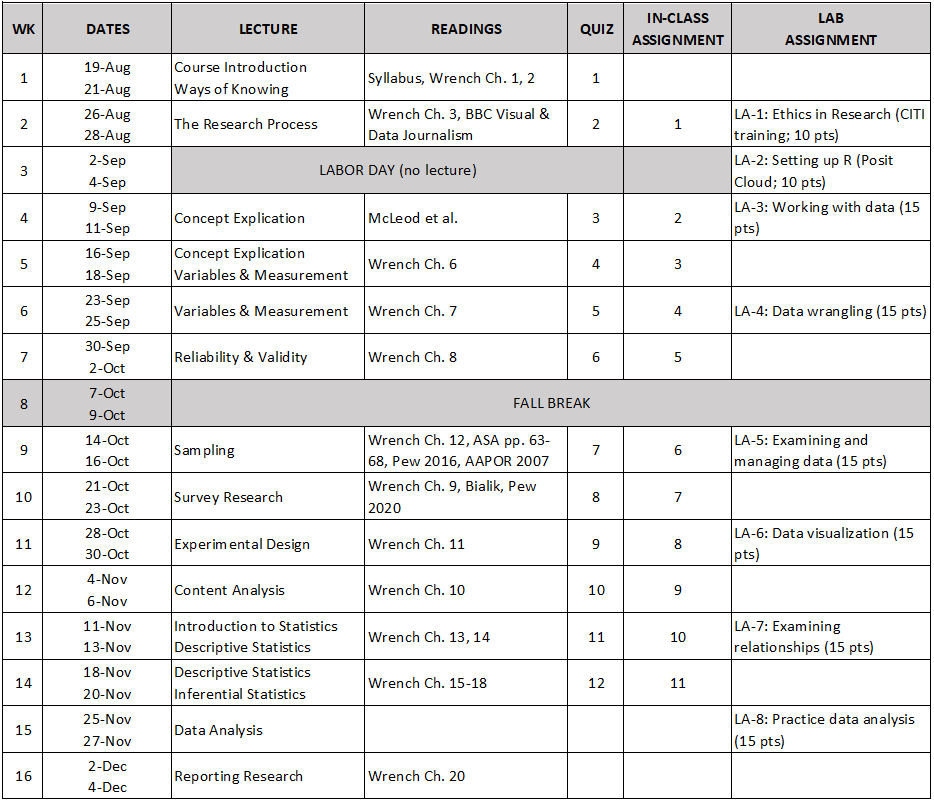 WK DATES LECTURE READINGS QUIZ IN-CLASS ASSIGNMENT LAB ASSIGNMENT
1
19-Aug
21-Aug
Course Introduction
Ways of Knowing
Syllabus, Wrench Ch. 1, 2
1
2
26-Aug
28-Aug
The Research Process
Wrench Ch. 3, BBC Visual &
Data Journalism
2
1
LA-1: Ethics in Research (CITI
training; 10 pts)
3
2-Sep
4-Sep
LABOR DAY (no lecture)
LA-2: Setting up R (Posit
Cloud; 10 pts)
4
9-Sep
11-Sep
Concept Explication
McLeod et al.
3
2
LA-3: Working with data (15
pts)
5
16-Sep
18-Sep
Concept Explication
Variables & Measurement
Wrench Ch. 6
4
3
6
23-Sep
25-Sep
Variables & Measurement
Wrench Ch. 7
5
4
LA-4: Data wrangling (15 pts)
7
30-Sep
2-Oct
Reliability & Validity
Wrench Ch. 8
6
5
8
7-Oct
9-Oct
FALL BREAK
9
14-Oct
16-Oct
Sampling
Wrench Ch. 12, ASA pp. 63-
68, Pew 2016, AAPOR 2007
7
6
LA-5: Examining and
managing data (15 pts)
10
21-Oct
23-Oct
Survey Research
Wrench Ch. 9, Bialik, Pew
2020
8
7
11
28-Oct
30-Oct
Experimental Design
Wrench Ch. 11
9
8
LA-6: Data visualization (15
pts)
12
4-Nov
6-Nov
Content Analysis
Wrench Ch. 10
10
9
13
11-Nov
13-Nov
Introduction to Statistics
Descriptive Statistics
Wrench Ch. 13, 14
11
10
LA-7: Examining
relationships (15 pts)
14
18-Nov
20-Nov
Descriptive Statistics
Inferential Statistics
Wrench Ch. 15-18
12
11
15
25-Nov
27-Nov
Data Analysis
LA-8: Practice data analysis
(15 pts)
16
2-Dec
4-Dec
Reporting Research
Wrench Ch. 20